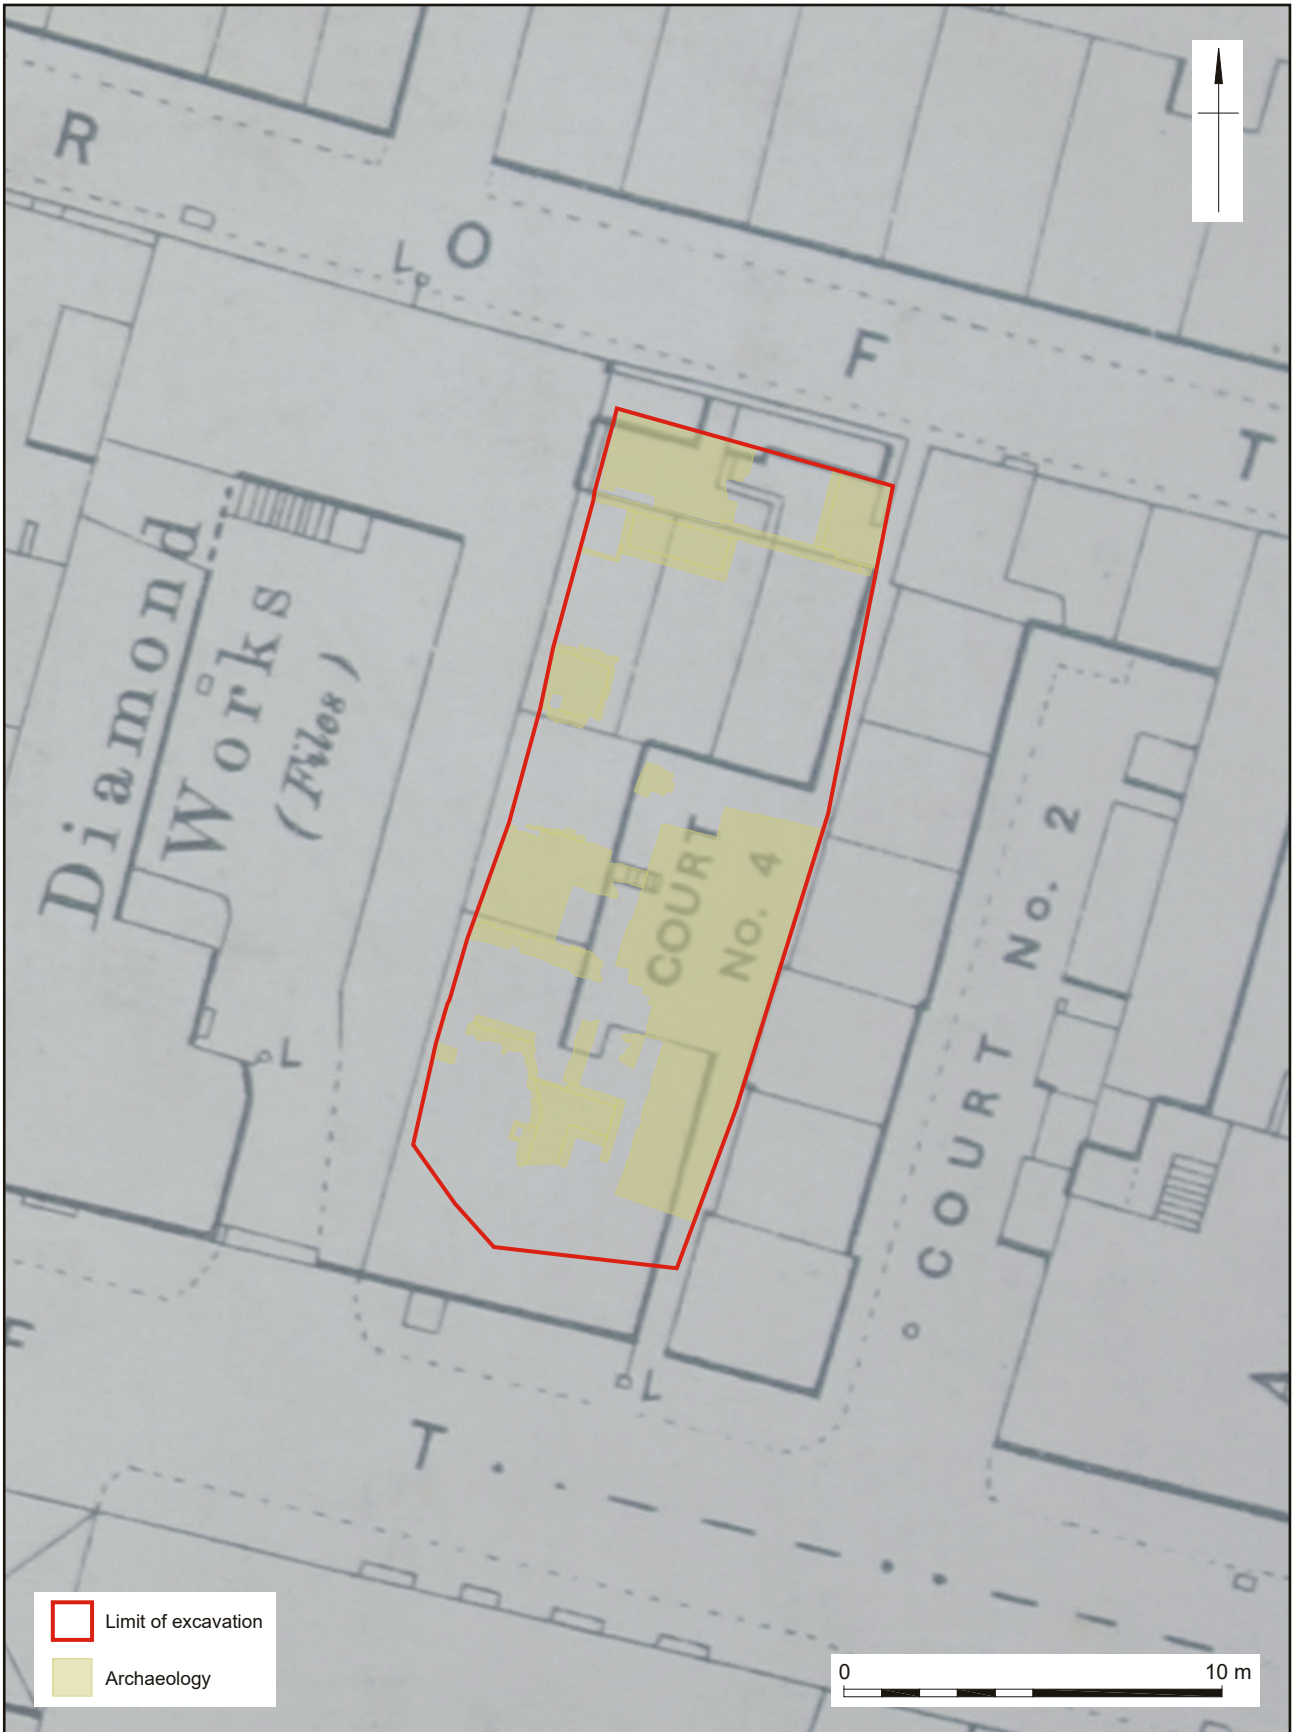 R
O
F
T
L
Diamond
Works
(Files)
COURT
No. 4
COURT No. 2
L
L
T
Limit of excavation
Archaeology
0 10 m